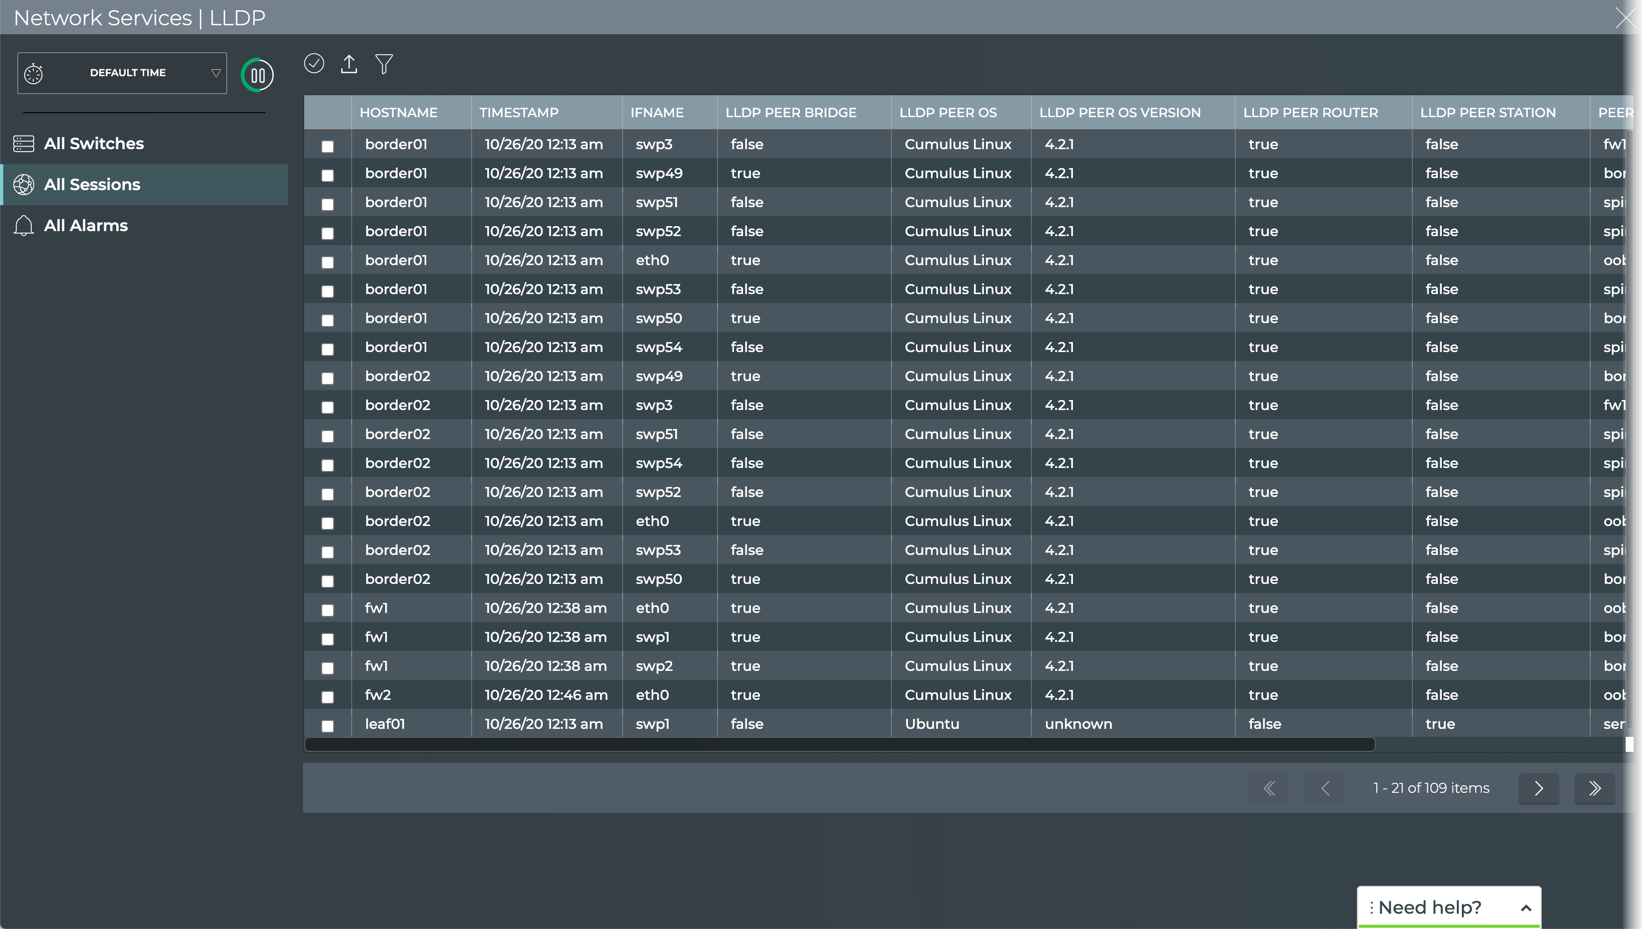 Network Services | LLDP
DEFAULT TIME
All Switches
All Sessions
All Alarms
HOSTNAME TIMESTAMP IFNAME LLDP PEER BRIDGE LLDP PEER OS LLDP PEER OS VERSION LLDP PEER ROUTER LLDP PEER STATION PEER
border01 10/26/20 12:13 am swp3 false Cumulus Linux 4.2.1 true false fw1
border01 10/26/20 12:13 am swp49 true Cumulus Linux 4.2.1 true false bor
border01 10/26/20 12:13 am swp51 false Cumulus Linux 4.2.1 true false spi
border01 10/26/20 12:13 am swp52 false Cumulus Linux 4.2.1 true false spi
border01 10/26/20 12:13 am eth0 true Cumulus Linux 4.2.1 true false oob
border01 10/26/20 12:13 am swp53 false Cumulus Linux 4.2.1 true false spi
border01 10/26/20 12:13 am swp50 true Cumulus Linux 4.2.1 true false bor
border01 10/26/20 12:13 am swp54 false Cumulus Linux 4.2.1 true false spi
border02 10/26/20 12:13 am swp49 true Cumulus Linux 4.2.1 true false bor
border02 10/26/20 12:13 am swp3 false Cumulus Linux 4.2.1 true false fw1
border02 10/26/20 12:13 am swp51 false Cumulus Linux 4.2.1 true false spi
border02 10/26/20 12:13 am swp54 false Cumulus Linux 4.2.1 true false spi
border02 10/26/20 12:13 am swp52 false Cumulus Linux 4.2.1 true false spi
border02 10/26/20 12:13 am eth0 true Cumulus Linux 4.2.1 true false oob
border02 10/26/20 12:13 am swp53 false Cumulus Linux 4.2.1 true false spi
border02 10/26/20 12:13 am swp50 true Cumulus Linux 4.2.1 true false bor
fw1 10/26/20 12:38 am eth0 true Cumulus Linux 4.2.1 true false oob
fw1 10/26/20 12:38 am swp1 true Cumulus Linux 4.2.1 true false bor
fw1 10/26/20 12:38 am swp2 true Cumulus Linux 4.2.1 true false bor
fw2 10/26/20 12:46 am eth0 true Cumulus Linux 4.2.1 true false oob
leaf01 10/26/20 12:13 am swp1 false Ubuntu unknown false true ser
1 - 21 of 109 items
Need help?